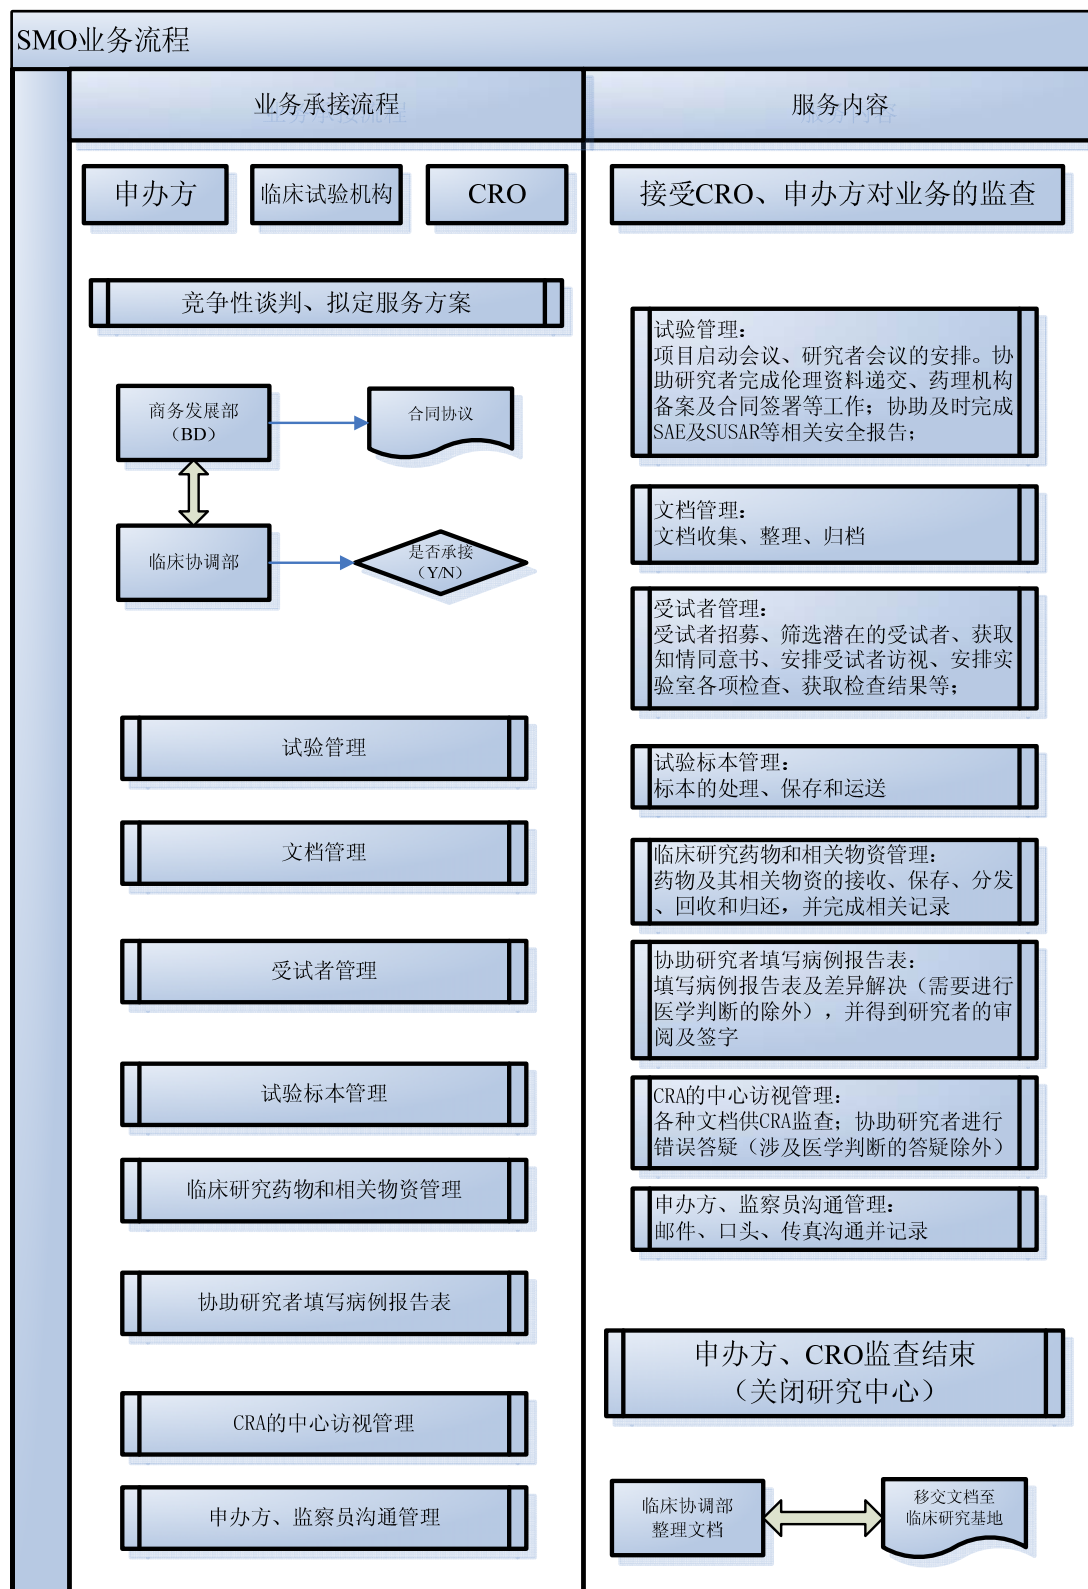 SMO业务流程
业务承接流程
服务内容
申办方
临床试验机构
CRO
接受CRO、申办方对业务的监查
竞争性谈判、拟定服务方案
商务发展部
（BD）
合同协议
临床协调部
是否承接
（Y/N）
试验管理
文档管理
受试者管理
试验标本管理
临床研究药物和相关物资管理
协助研究者填写病例报告表
CRA的中心访视管理
申办方、监察员沟通管理
试验管理：
项目启动会议、研究者会议的安排。协
助研究者完成伦理资料递交、药理机构
备案及合同签署等工作；协助及时完成
SAE及SUSAR等相关安全报告；
文档管理：
文档收集、整理、归档
受试者管理：
受试者招募、筛选潜在的受试者、获取
知情同意书、安排受试者访视、安排实
验室各项检查、获取检查结果等；
试验标本管理：
标本的处理、保存和运送
临床研究药物和相关物资管理：
药物及其相关物资的接收、保存、分发
、回收和归还，并完成相关记录
协助研究者填写病例报告表：
填写病例报告表及差异解决（需要进行
医学判断的除外），并得到研究者的审
阅及签字
CRA的中心访视管理：
各种文档供CRA监查；协助研究者进行
错误答疑（涉及医学判断的答疑除外）
申办方、监察员沟通管理：
邮件、口头、传真沟通并记录
申办方、CRO监查结束
（关闭研究中心）
临床协调部
整理文档
移交文档至
临床研究基地